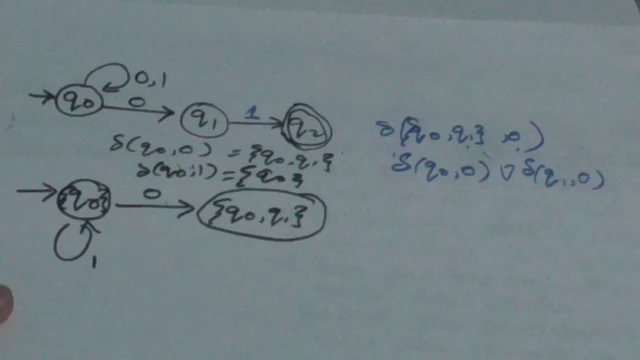 q0 0,1 0 q1 1 q2
δ(q0,0) = {q0,q1}
δ(q0,1) = {q0}
{q0} 0 {q0,q1}
1
δ({q0,q1},0)
δ(q0,0) ∪ δ(q1,0)